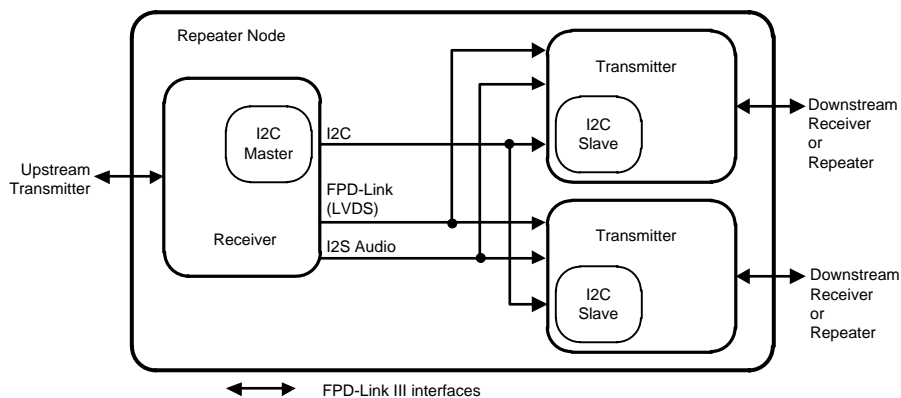 Repeater Node
Upstream
Transmitter
Receiver
I2C
Master
I2C
FPD-Link
(LVDS)
I2S Audio
Transmitter
I2C
Slave
Downstream
Receiver
or
Repeater
Transmitter
I2C
Slave
Downstream
Receiver
or
Repeater
FPD-Link III interfaces